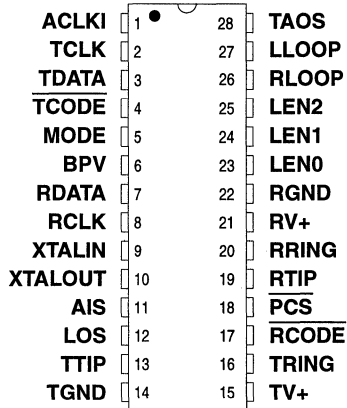 ACLKI 1 28 TAOS
TCLK 2 27 LLOOP
TDATA 3 26 RLOOP
TCODE 4 25 LEN2
MODE 5 24 LEN1
BPV 6 23 LEN0
RDATA 7 22 RGND
RCLK 8 21 RV+
XTALIN 9 20 RRING
XTALOUT 10 19 RTIP
AIS 11 18 PCS
LOS 12 17 RCODE
TTIP 13 16 TRING
TGND 14 15 TV+